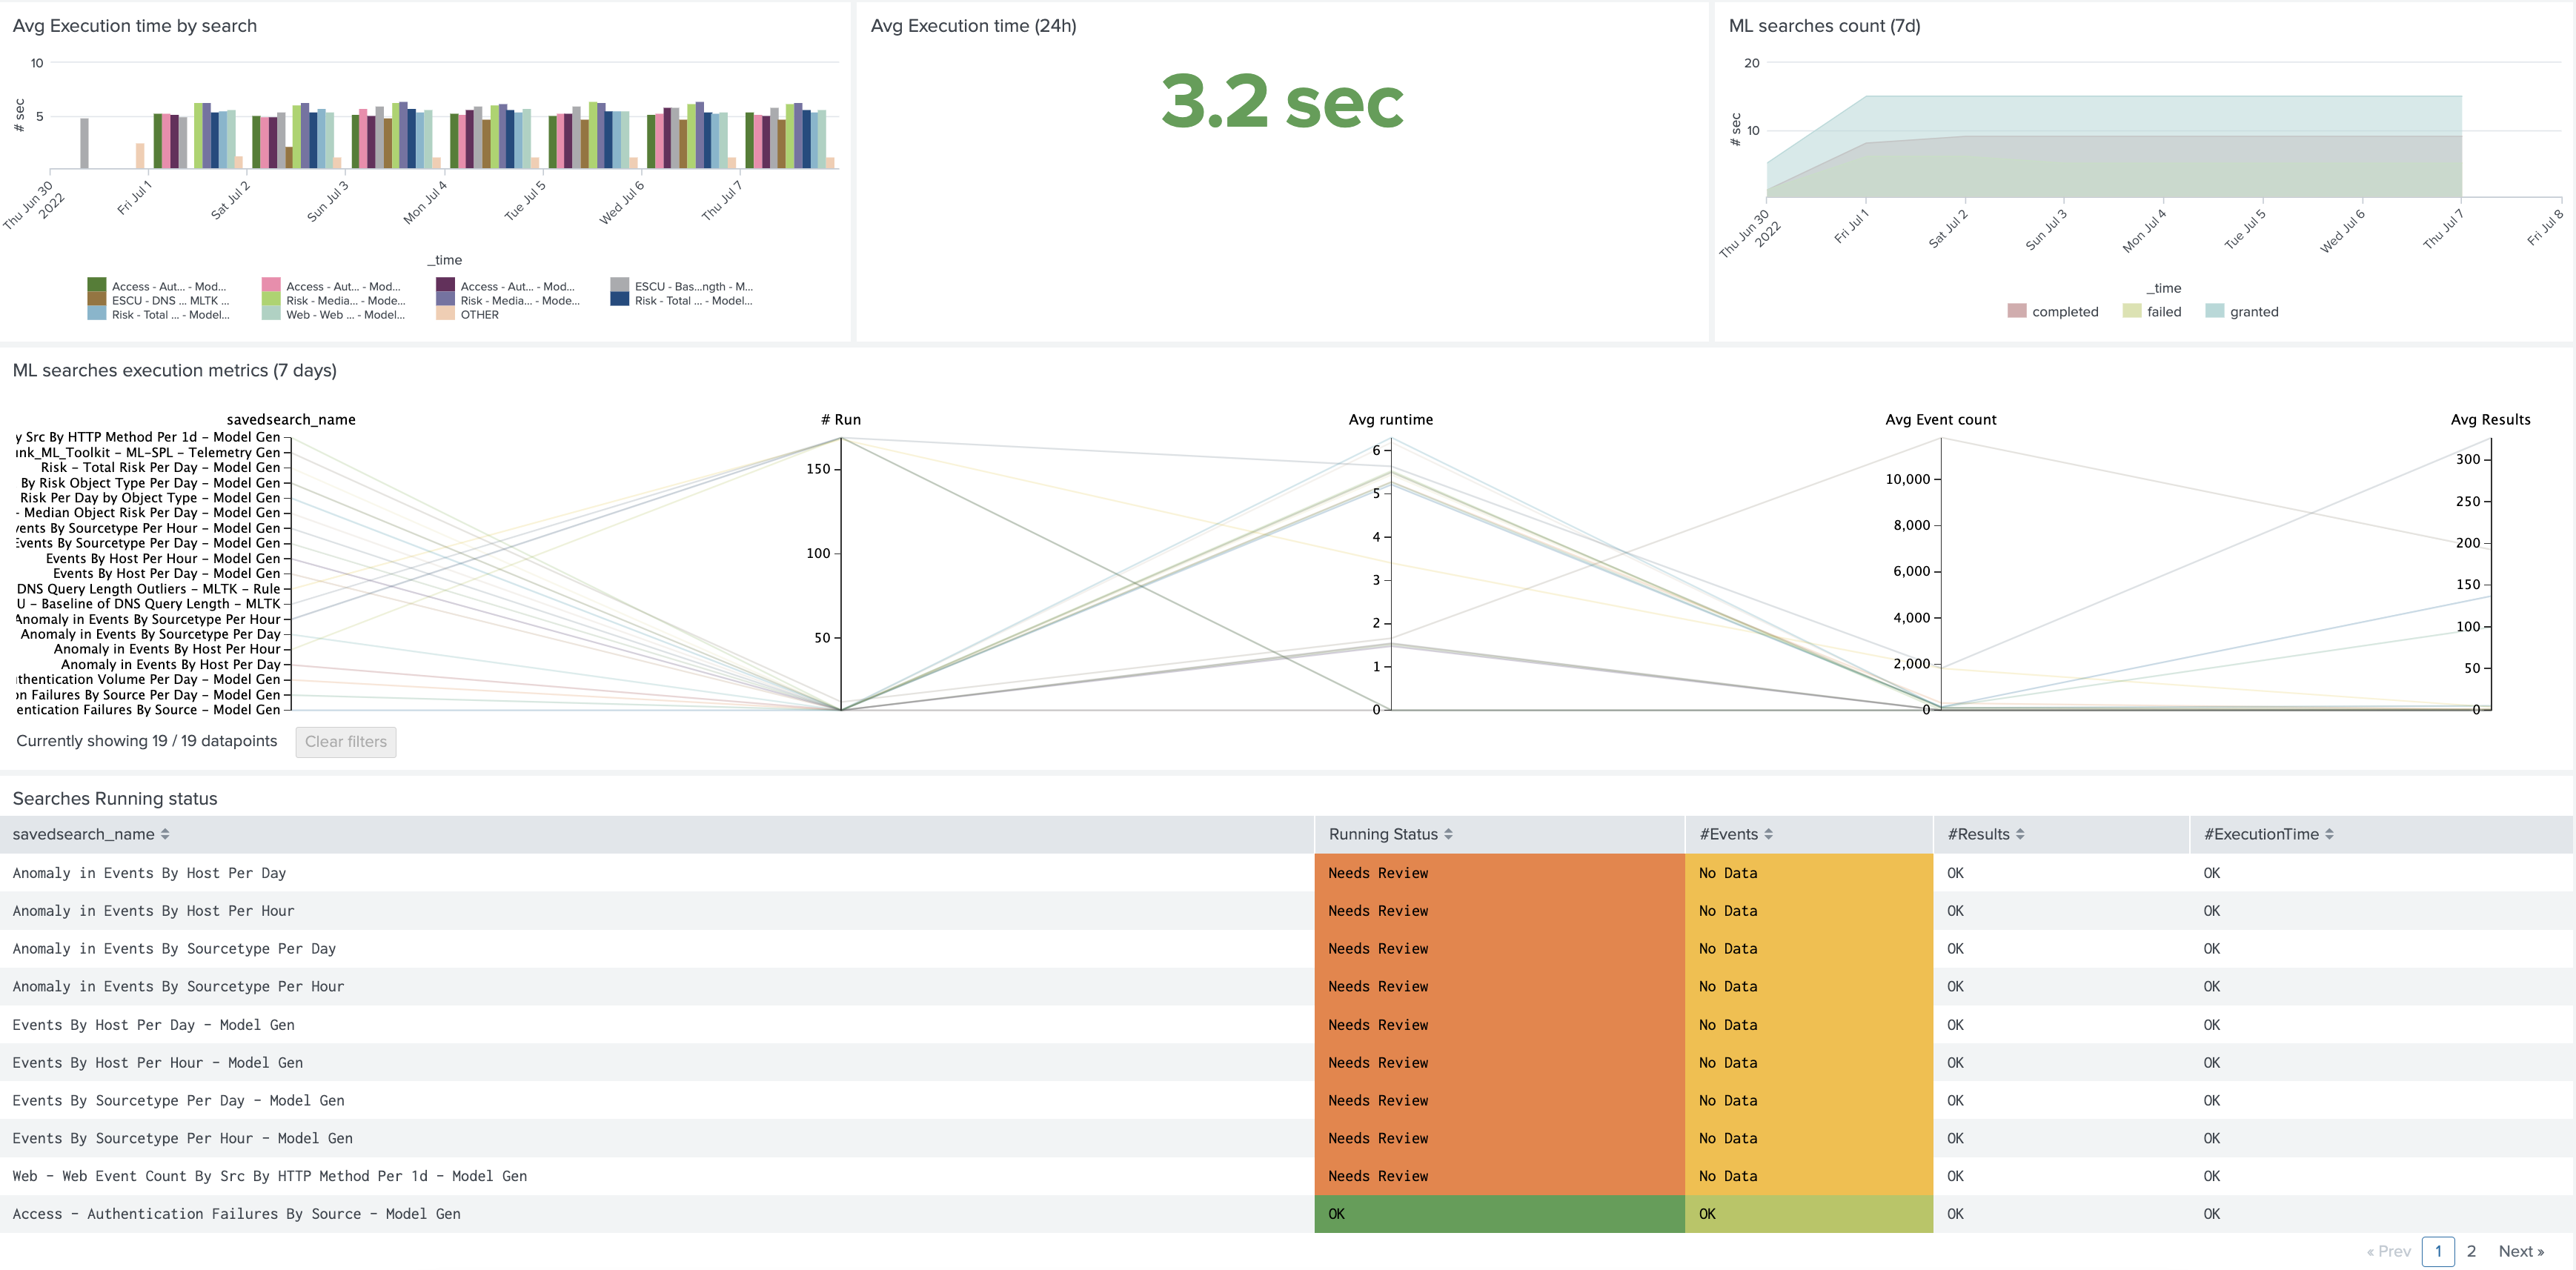 Avg Execution time by search
10
5
# sec
Thu Jun 30
2022
Fri Jul 1
Sat Jul 2
Sun Jul 3
Mon Jul 4
Tue Jul 5
Wed Jul 6
Thu Jul 7
_time
Access - Aut... - Mod...
Access - Aut... - Mod...
Access - Aut... - Mod...
ESCU - Bas...ngth - M...
ESCU - DNS ... MLTK ...
Risk - Media... - Mode...
Risk - Media... - Mode...
Risk - Total ... - Model...
Risk - Total ... - Model...
Web - Web ... - Model...
OTHER
Avg Execution time (24h)
3.2 sec
ML searches count (7d)
20
10
# sec
Thu Jun 30
2022
Fri Jul 1
Sat Jul 2
Sun Jul 3
Mon Jul 4
Tue Jul 5
Wed Jul 6
Thu Jul 7
Fri Jul 8
_time
completed
failed
granted
ML searches execution metrics (7 days)
savedsearch_name
y Src By HTTP Method Per 1d – Model Gen
unk_ML_Toolkit – ML-SPL – Telemetry Gen
Risk – Total Risk Per Day – Model Gen
By Risk Object Type Per Day – Model Gen
Risk Per Day by Object Type – Model Gen
- Median Object Risk Per Day – Model Gen
vents By Sourcetype Per Hour – Model Gen
Events By Sourcetype Per Day – Model Gen
Events By Host Per Hour – Model Gen
Events By Host Per Day – Model Gen
DNS Query Length Outliers – MLTK – Rule
U – Baseline of DNS Query Length – MLTK
Anomaly in Events By Sourcetype Per Hour
Anomaly in Events By Sourcetype Per Day
Anomaly in Events By Host Per Hour
Anomaly in Events By Host Per Day
thentication Volume Per Day – Model Gen
on Failures By Source Per Day – Model Gen
entication Failures By Source – Model Gen
# Run
150
100
50
Avg runtime
6
5
4
3
2
1
0
Avg Event count
10,000
8,000
6,000
4,000
2,000
0
Avg Results
300
250
200
150
100
50
0
Currently showing 19 / 19 datapoints
Clear filters
Searches Running status
savedsearch_name Running Status #Events #Results #ExecutionTime
Anomaly in Events By Host Per Day Needs Review No Data OK OK
Anomaly in Events By Host Per Hour Needs Review No Data OK OK
Anomaly in Events By Sourcetype Per Day Needs Review No Data OK OK
Anomaly in Events By Sourcetype Per Hour Needs Review No Data OK OK
Events By Host Per Day - Model Gen Needs Review No Data OK OK
Events By Host Per Hour - Model Gen Needs Review No Data OK OK
Events By Sourcetype Per Day - Model Gen Needs Review No Data OK OK
Events By Sourcetype Per Hour - Model Gen Needs Review No Data OK OK
Web - Web Event Count By Src By HTTP Method Per 1d - Model Gen Needs Review No Data OK OK
Access - Authentication Failures By Source - Model Gen OK OK OK OK
« Prev 1 2 Next »